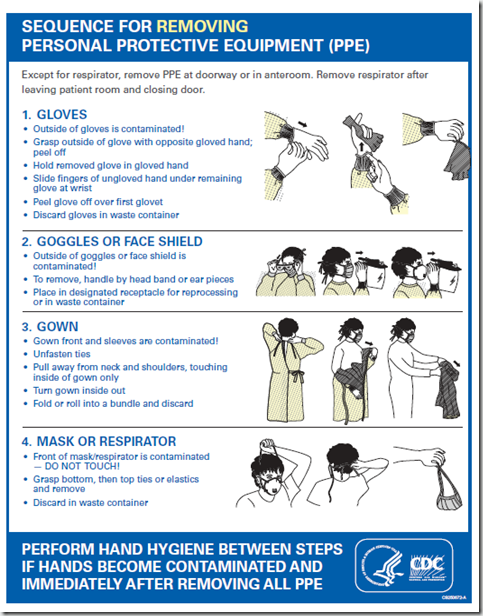 SEQUENCE FOR REMOVING
PERSONAL PROTECTIVE EQUIPMENT (PPE)
Except for respirator, remove PPE at doorway or in anteroom. Remove respirator after
leaving patient room and closing door.
1. GLOVES
• Outside of gloves is contaminated!
• Grasp outside of glove with opposite gloved hand;
peel off
• Hold removed glove in gloved hand
• Slide fingers of ungloved hand under remaining
glove at wrist
• Peel glove off over first glovet
• Discard gloves in waste container
2. GOGGLES OR FACE SHIELD
• Outside of goggles or face shield is
contaminated!
• To remove, handle by head band or ear pieces
• Place in designated receptacle for reprocessing
or in waste container
3. GOWN
• Gown front and sleeves are contaminated!
• Unfasten ties
• Pull away from neck and shoulders, touching
inside of gown only
• Turn gown inside out
• Fold or roll into a bundle and discard
4. MASK OR RESPIRATOR
• Front of mask/respirator is contaminated
— DO NOT TOUCH!
• Grasp bottom, then top ties or elastics
and remove
• Discard in waste container
PERFORM HAND HYGIENE BETWEEN STEPS
IF HANDS BECOME CONTAMINATED AND
IMMEDIATELY AFTER REMOVING ALL PPE
CDC